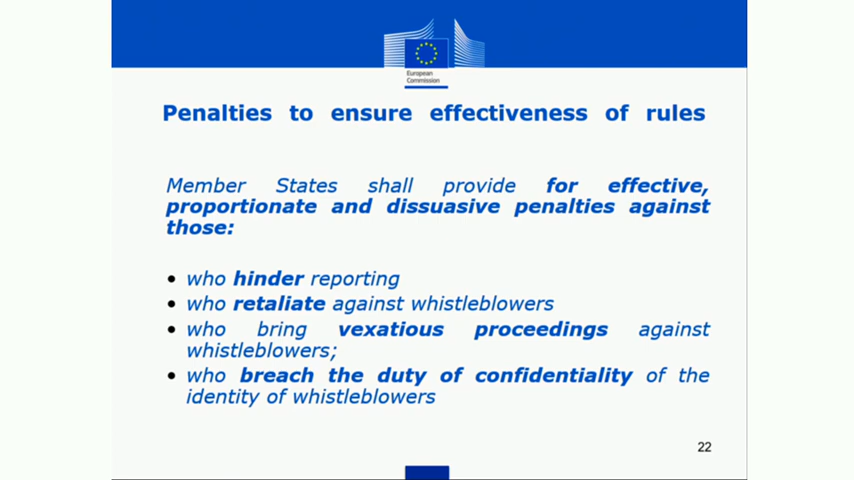 European
Commission
Penalties to ensure effectiveness of rules
Member States shall provide for effective,
proportionate and dissuasive penalties against
those:
• who hinder reporting
• who retaliate against whistleblowers
• who bring vexatious proceedings against
whistleblowers;
• who breach the duty of confidentiality of the
identity of whistleblowers
22